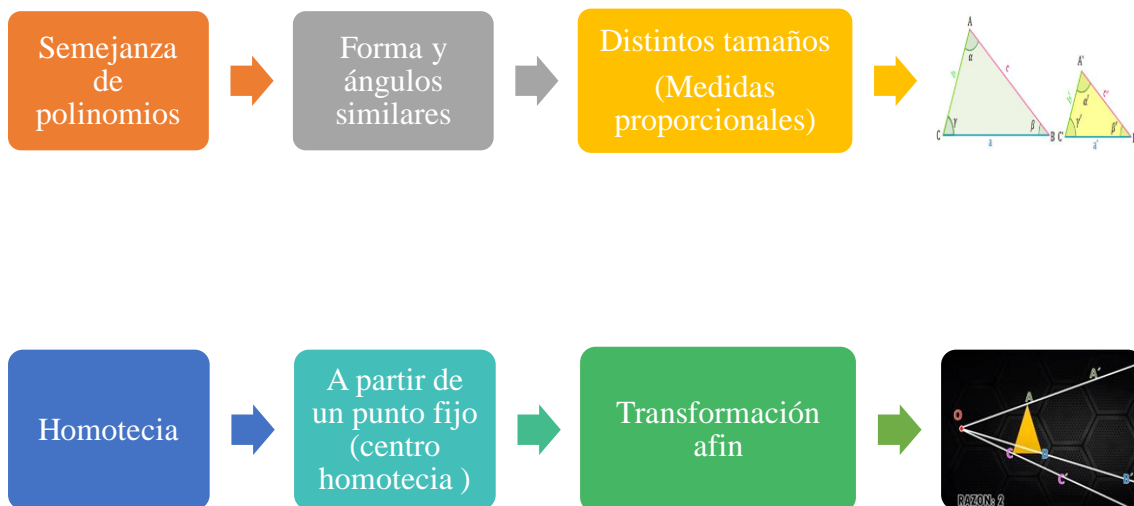 Semejanza
de
polinomios
Forma y
ángulos
similares
Distintos tamaños
(Medidas
proporcionales)
A
α
c
γ
β
C
a
B
A'
α'
c'
γ'
β'
C'
a'
Homotecia
A partir de
un punto fijo
(centro
homotecia )
Transformación
afin
A´
A
O
C
B
C´
B´
RAZON: 2